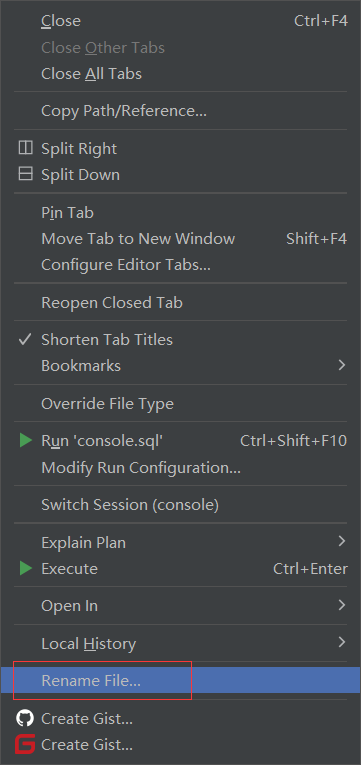 Close Ctrl+F4
Close Other Tabs
Close All Tabs
Copy Path/Reference...
Split Right
Split Down
Pin Tab
Move Tab to New Window Shift+F4
Configure Editor Tabs...
Reopen Closed Tab
Shorten Tab Titles
Bookmarks
Override File Type
Run 'console.sql' Ctrl+Shift+F10
Modify Run Configuration...
Switch Session (console)
Explain Plan
Execute Ctrl+Enter
Open In
Local History
Rename File...
Create Gist...
Create Gist...